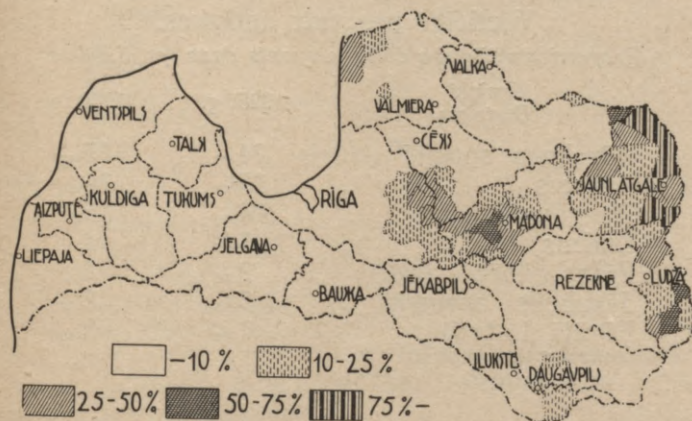 VALKA
VENTSPILS
VALMIERA
TALSI
CĒSIS
JAUNLATGALE
KULDIGA
TUKUMS
RĪGA
AIZPUTE
MADONA
JELGAVA
LIEPAJA
BAUSKA
JĒKABPILS
REZEKNE
LUDZA
ILUKSTE
DAUGAVPILS
-10% 10-25%
25-50% 50-75% 75%-